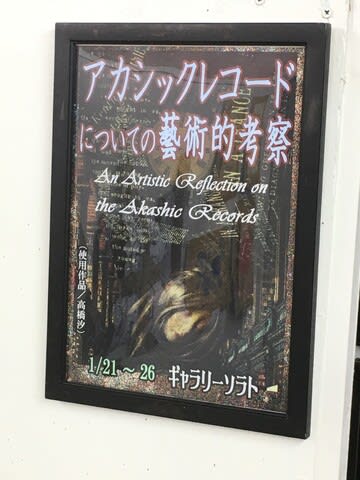 アカシックレコード
についての藝術的考察
An Artistic Reflection on
the Akashic Records
(使用作品/高橋汐)
1/21～26 ギャラリーソラト